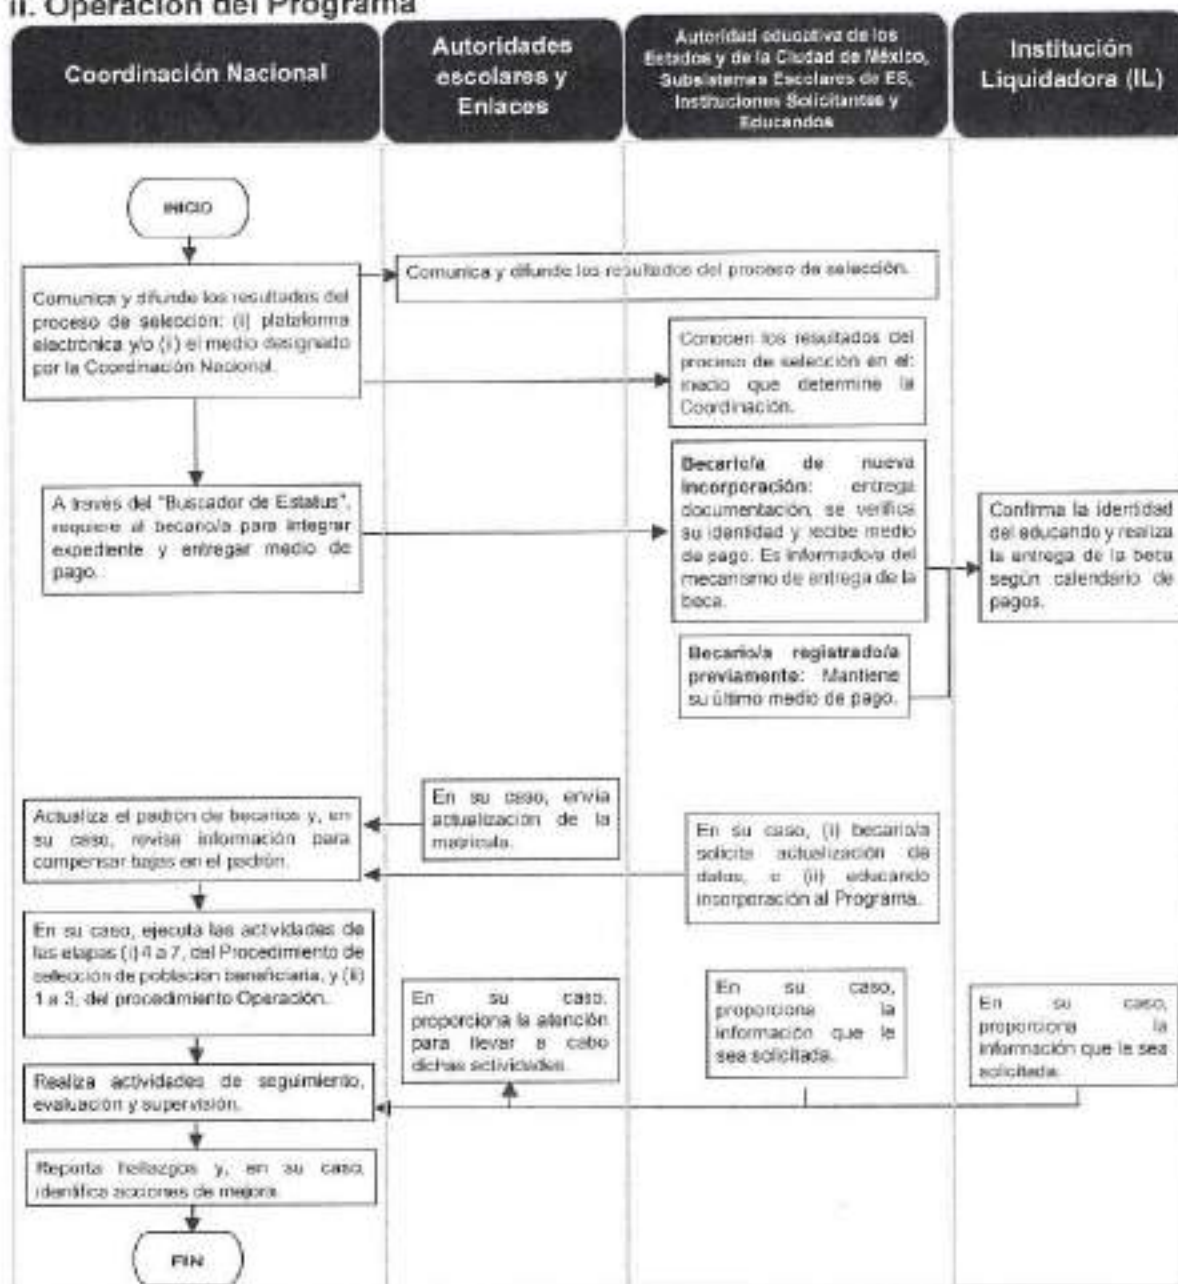 ii. Operación del Programa
Coordinación Nacional
Autoridades
escolares y
Enlaces
Autoridad educativa de los
Estados y de la Ciudad de México,
Subsistemas Escolares de ES,
Instituciones Solicitantes y
Educandos
Institución
Liquidadora (IL)
INICIO
Comunica y difunde los resultados del
proceso de selección: (i) plataforma
electrónica y/o (ii) el medio designado
por la Coordinación Nacional.
Comunica y difunde los resultados del proceso de selección.
Conocen los resultados del
proceso de selección en el:
medio que determine la
Coordinación.
A través del "Buscador de Estatus",
requiere al becario/a para integrar
expediente y entregar medio de
pago.
Becario/a de nueva
incorporación: entrega
documentación, se verifica
su identidad y recibe medio
de pago. Es informado/a del
mecanismo de entrega de la
beca.
Confirma la identidad
del educando y realiza
la entrega de la beca
según calendario de
pagos.
Becario/a registrado/a
previamente: Mantiene
su último medio de pago.
Actualiza el padrón de becarios y, en
su caso, revisa información para
compensar bajas en el padrón.
En su caso, envía
actualización de la
matrícula.
En su caso, (i) becario/a
solicita actualización de
datos, o (ii) educando
incorporación al Programa.
En su caso, ejecuta las actividades de
las etapas (i) 4 a 7, del Procedimiento de
selección de población beneficiaria, y (ii)
1 a 3, del procedimiento Operación.
En su caso,
proporciona la atención
para llevar a cabo
dichas actividades.
En su caso,
proporciona la
información que le
sea solicitada.
En su caso,
proporciona la
información que le sea
solicitada.
Realiza actividades de seguimiento,
evaluación y supervisión.
Reporta hallazgos y, en su caso,
identifica acciones de mejora.
FIN